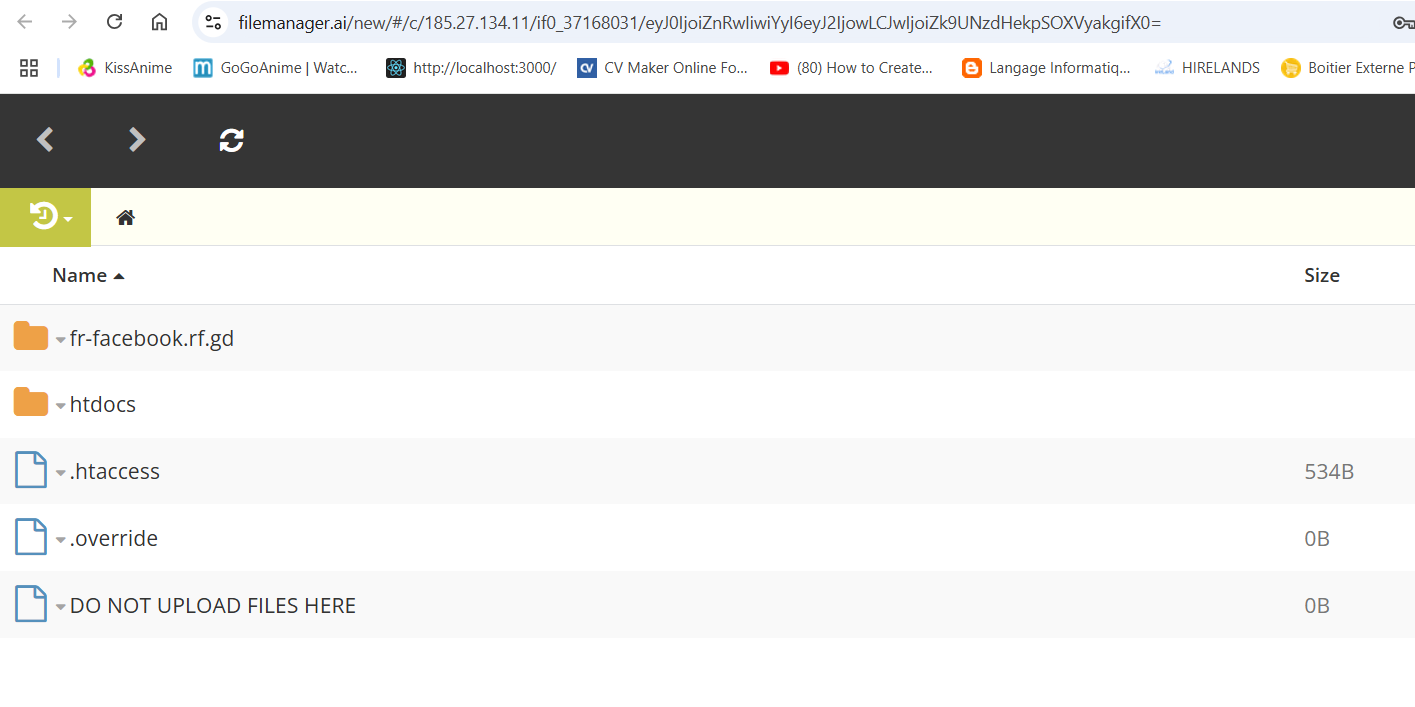 filemanager.ai/new/#/c/185.27.134.11/if0_37168031/eyJ0IjoiZnRwIiwiYyI6eyJ2IjowLCJwIjoiZk9UNzdHekpSOXVyakgifX0=
KissAnime GoGoAnime | Watc... http://localhost:3000/ CV Maker Online Fo... (80) How to Create... Langage Informatiq... HIRELANDS Boitier Externe P
Name Size
fr-facebook.rf.gd
htdocs
.htaccess 534B
.override 0B
DO NOT UPLOAD FILES HERE 0B